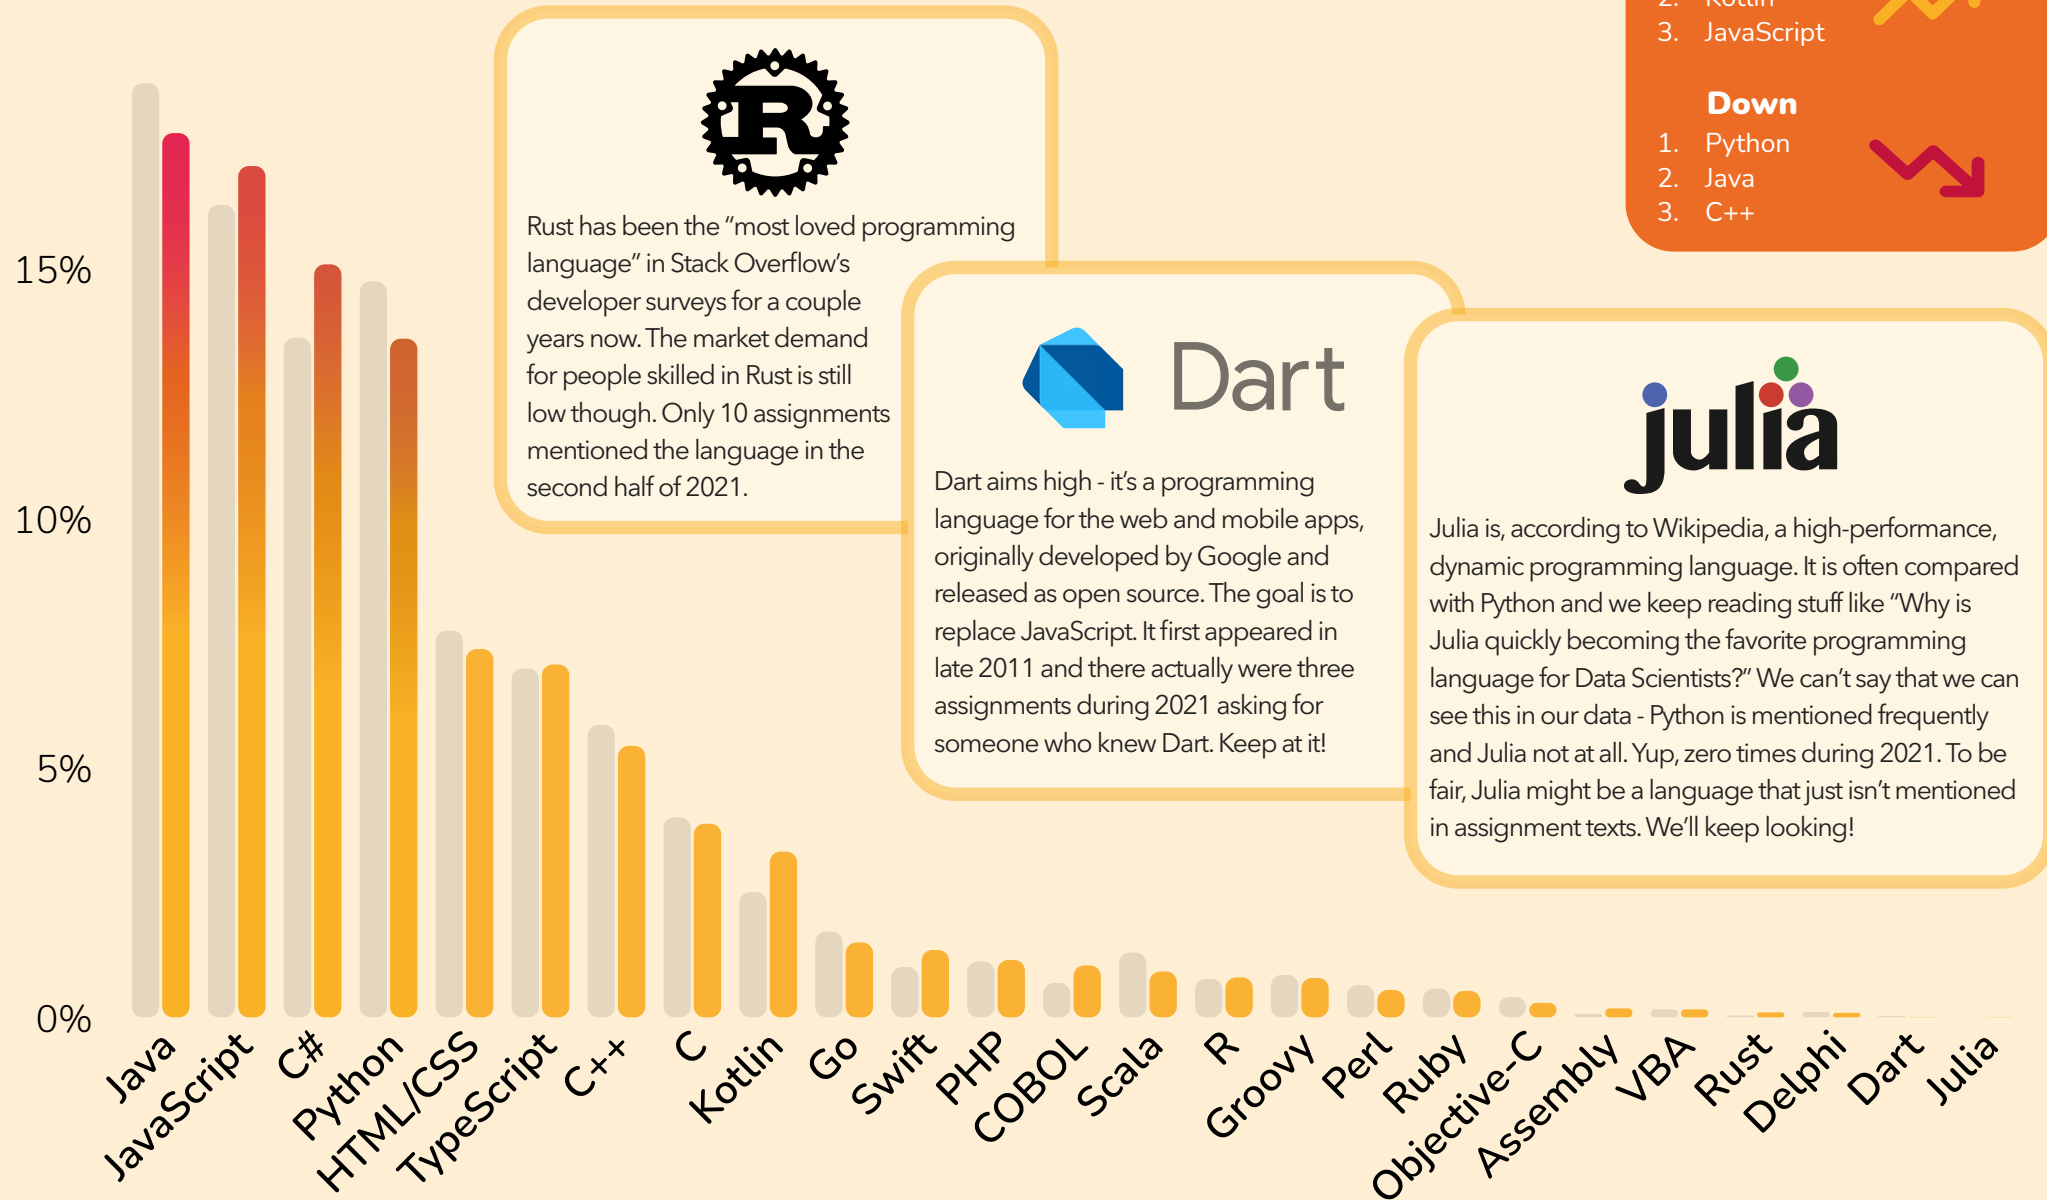 2. Kotlin
3. JavaScript
Down
1. Python
2. Java
3. C++
Rust has been the “most loved programming
language” in Stack Overflow’s
developer surveys for a couple
years now. The market demand
for people skilled in Rust is still
low though. Only 10 assignments
mentioned the language in the
second half of 2021.
Dart
Dart aims high - it’s a programming
language for the web and mobile apps,
originally developed by Google and
released as open source. The goal is to
replace JavaScript. It first appeared in
late 2011 and there actually were three
assignments during 2021 asking for
someone who knew Dart. Keep at it!
julia
Julia is, according to Wikipedia, a high-performance,
dynamic programming language. It is often compared
with Python and we keep reading stuff like “Why is
Julia quickly becoming the favorite programming
language for Data Scientists?” We can’t say that we can
see this in our data - Python is mentioned frequently
and Julia not at all. Yup, zero times during 2021. To be
fair, Julia might be a language that just isn’t mentioned
in assignment texts. We’ll keep looking!
15%
10%
5%
0%
Java
JavaScript
C#
Python
HTML/CSS
TypeScript
C++
C
Kotlin
Go
Swift
PHP
COBOL
Scala
R
Groovy
Perl
Ruby
Objective-C
Assembly
VBA
Rust
Delphi
Dart
Julia